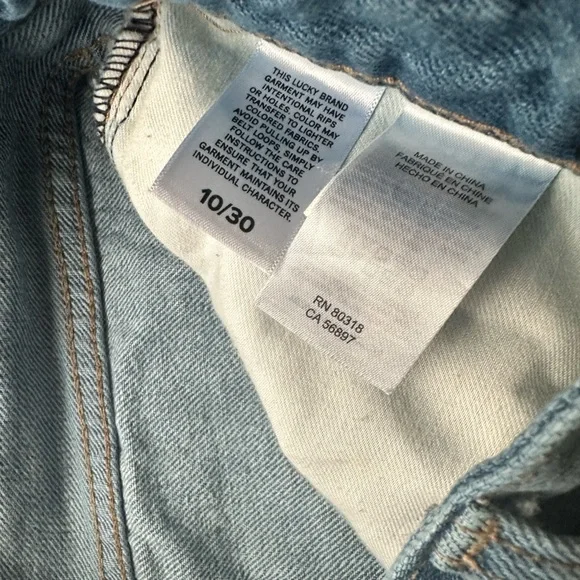 THIS LUCKY BRAND
GARMENT MAY HAVE
INTENTIONAL RIPS
OR HOLES. COLOR MAY
TRANSFER TO LIGHTER
COLORED FABRICS.
AVOID PULLING UP BY
BELT LOOPS. SIMPLY
FOLLOW THE CARE
INSTRUCTIONS TO
ENSURE THAT YOUR
GARMENT MAINTAINS ITS
INDIVIDUAL CHARACTER.
10/30
MADE IN CHINA
FABRIQUÉ EN CHINE
HECHO EN CHINA
RN 80318
CA 56897